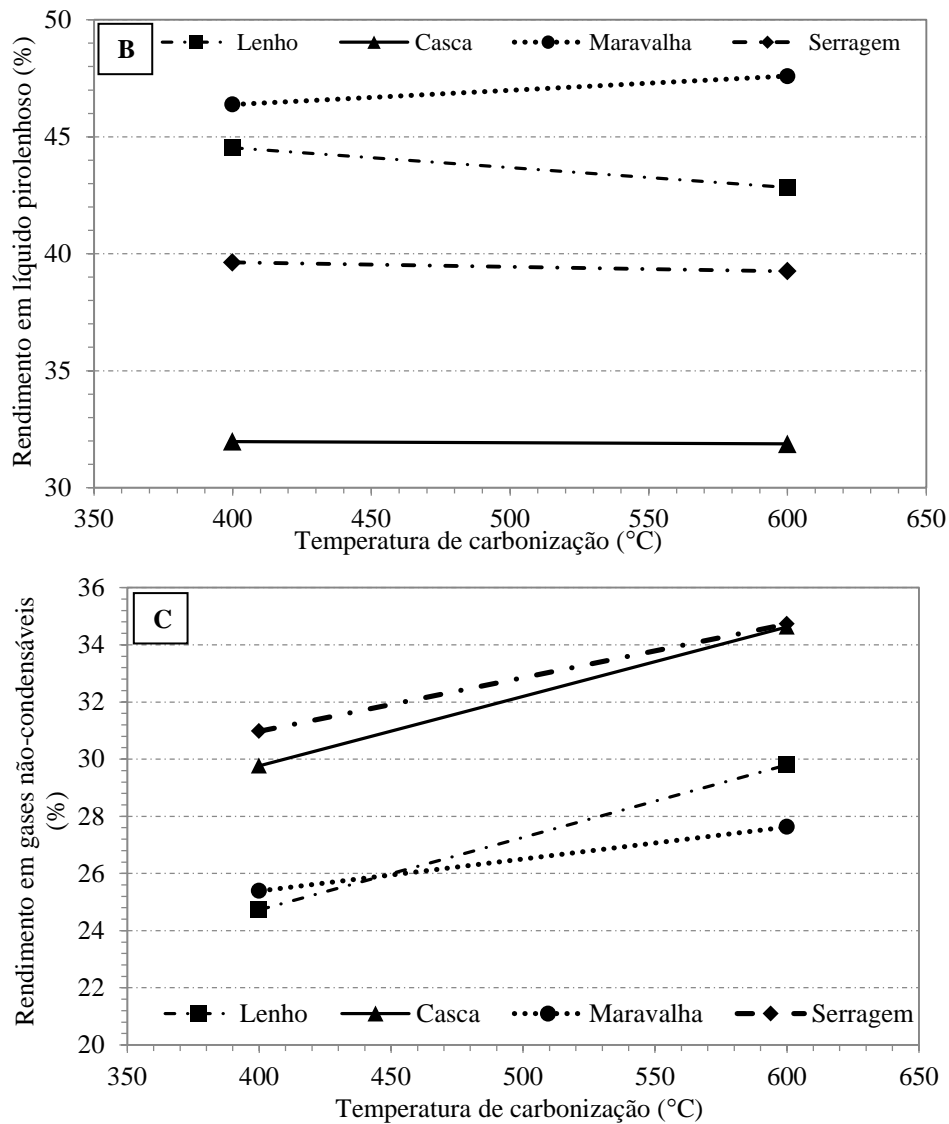 B
Lenho Casca Maravalha Serragem
Rendimento em líquido pirolenhoso (%)
50
45
40
35
30
350 400 450 500 550 600 650
Temperatura de carbonização (°C)
C
Rendimento em gases não-condensáveis
(%)
36
34
32
30
28
26
24
22
20
Lenho Casca Maravalha Serragem
350 400 450 500 550 600 650
Temperatura de carbonização (°C)